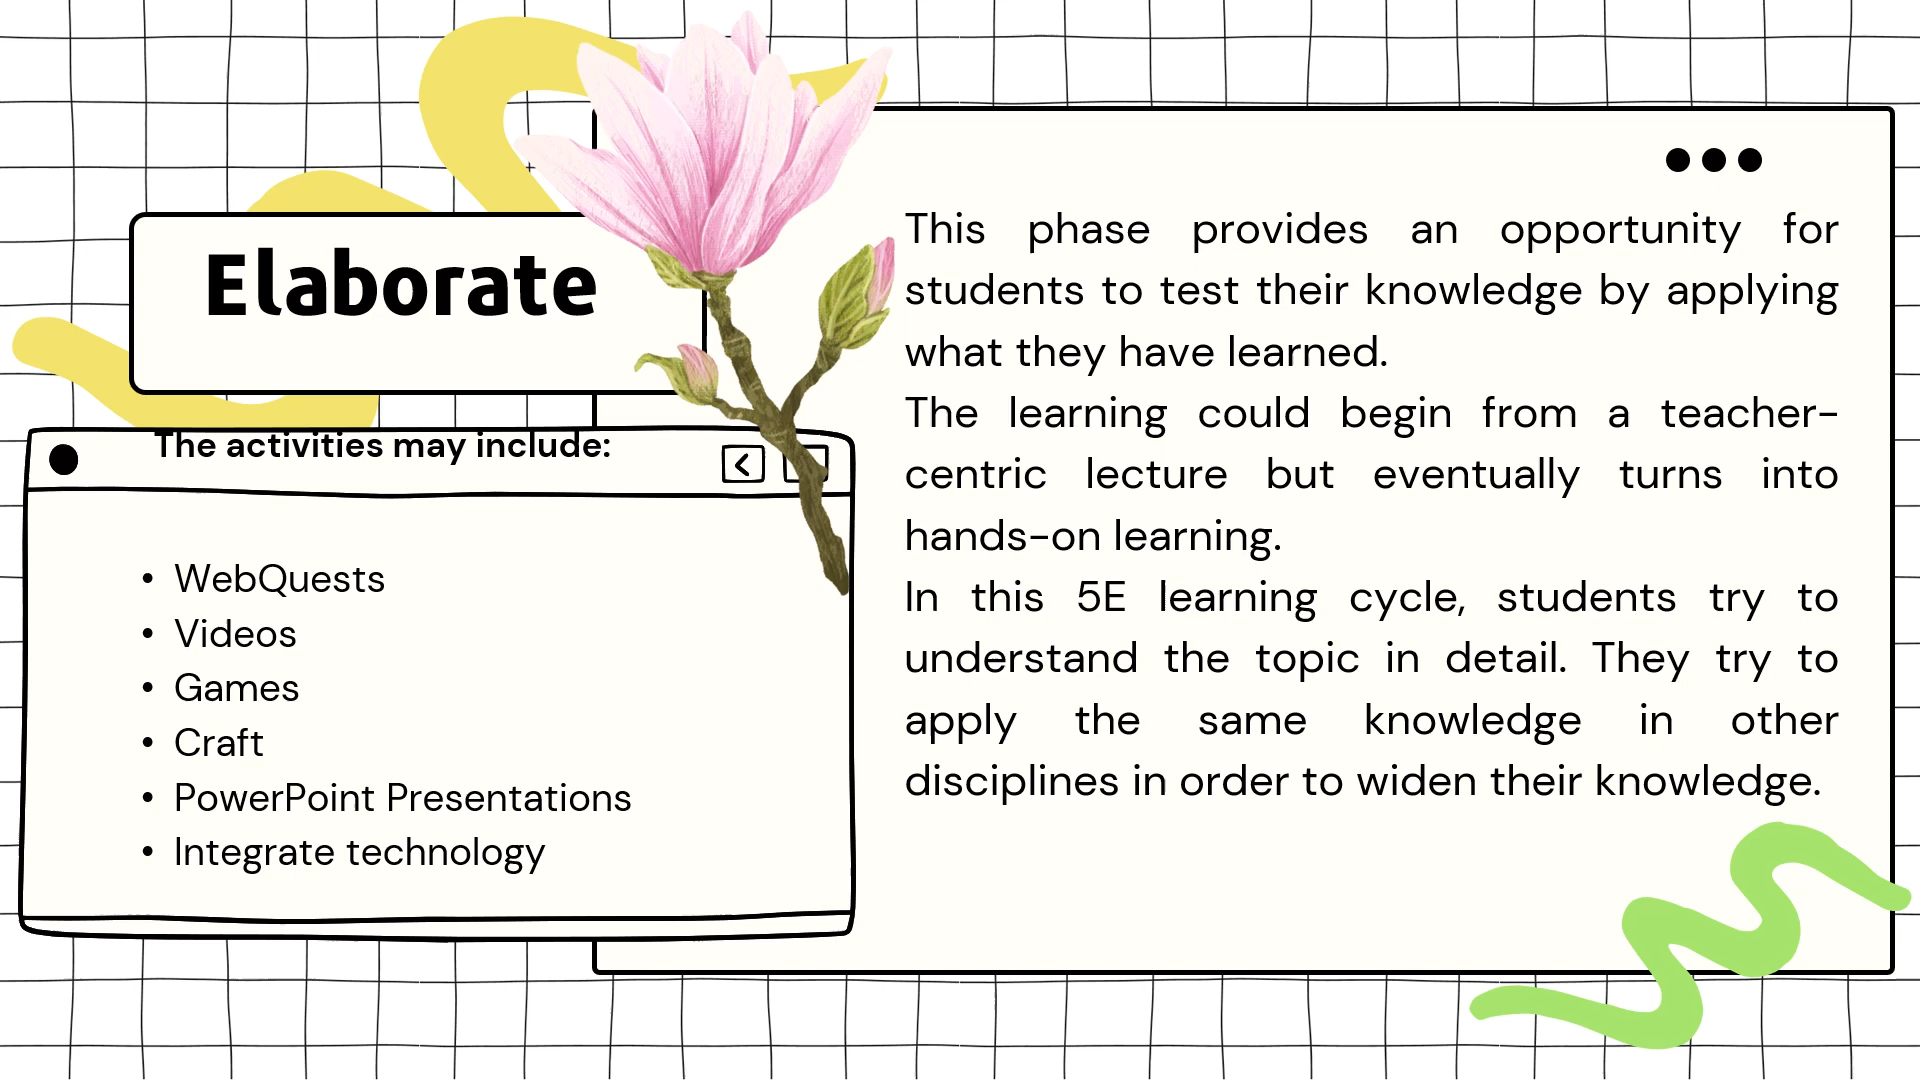 Elaborate
The activities may include:
• WebQuests
• Videos
• Games
• Craft
• PowerPoint Presentations
• Integrate technology
This phase provides an opportunity for
students to test their knowledge by applying
what they have learned.
The learning could begin from a teacher-
centric lecture but eventually turns into
hands-on learning.
In this 5E learning cycle, students try to
understand the topic in detail. They try to
apply the same knowledge in other
disciplines in order to widen their knowledge.